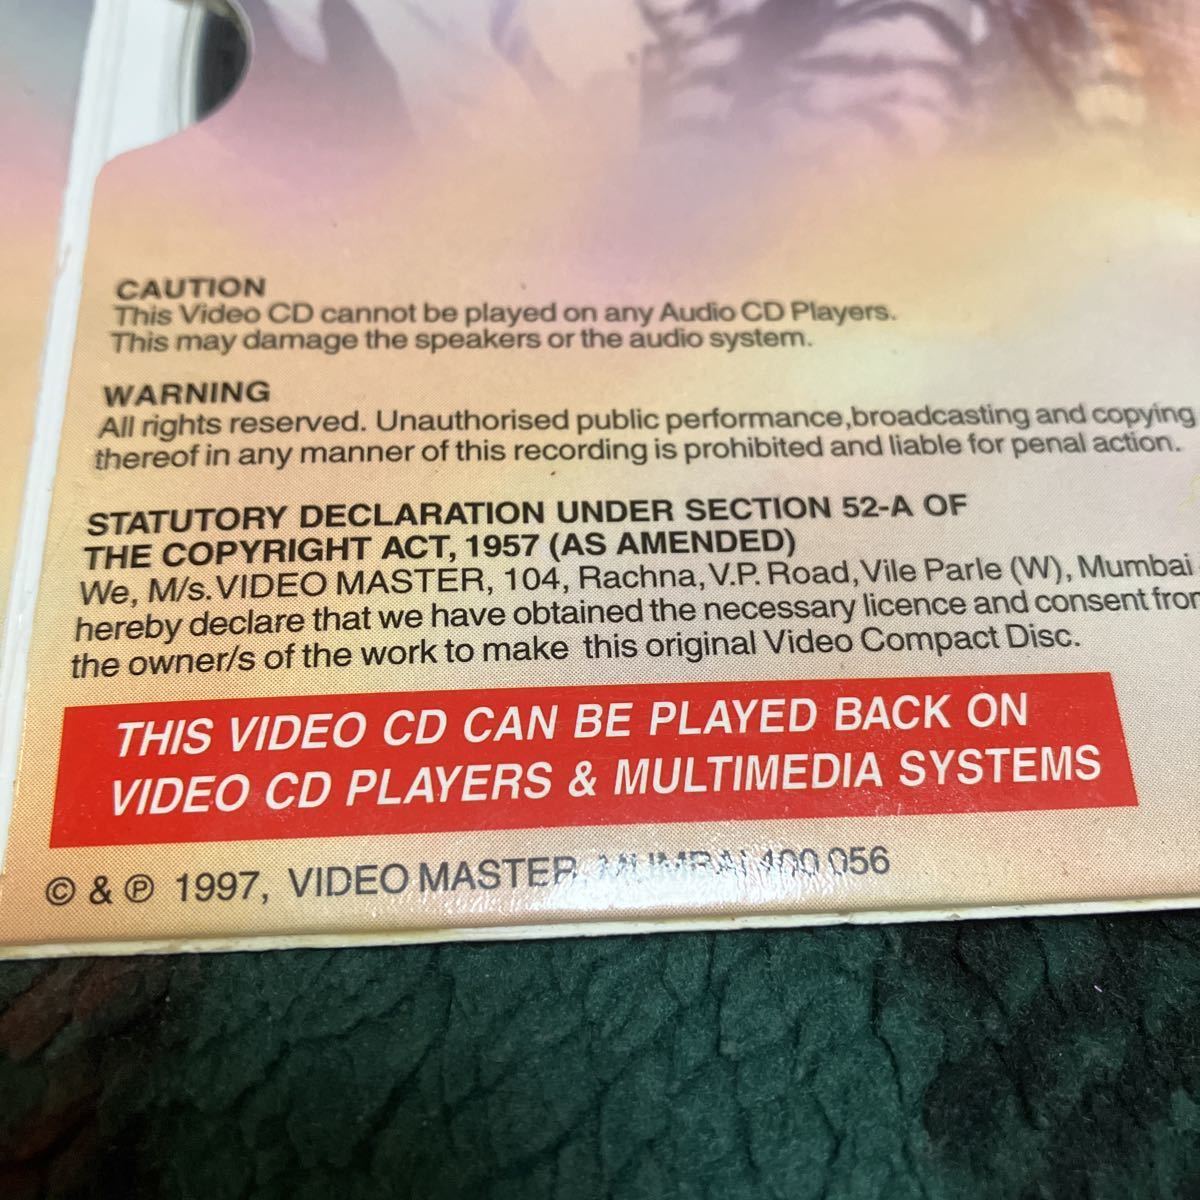 CAUTION
This Video CD cannot be played on any Audio CD Players.
This may damage the speakers or the audio system.
WARNING
All rights reserved. Unauthorised public performance,broadcasting and copying
thereof in any manner of this recording is prohibited and liable for penal action.
STATUTORY DECLARATION UNDER SECTION 52-A OF
THE COPYRIGHT ACT, 1957 (AS AMENDED)
We, M/s. VIDEO MASTER, 104, Rachna, V.P. Road, Vile Parle (W), Mumbai
hereby declare that we have obtained the necessary licence and consent from
the owner/s of the work to make this original Video Compact Disc.
THIS VIDEO CD CAN BE PLAYED BACK ON
VIDEO CD PLAYERS & MULTIMEDIA SYSTEMS
© & ℗ 1997, VIDEO MASTER, MUMBAI 400 056